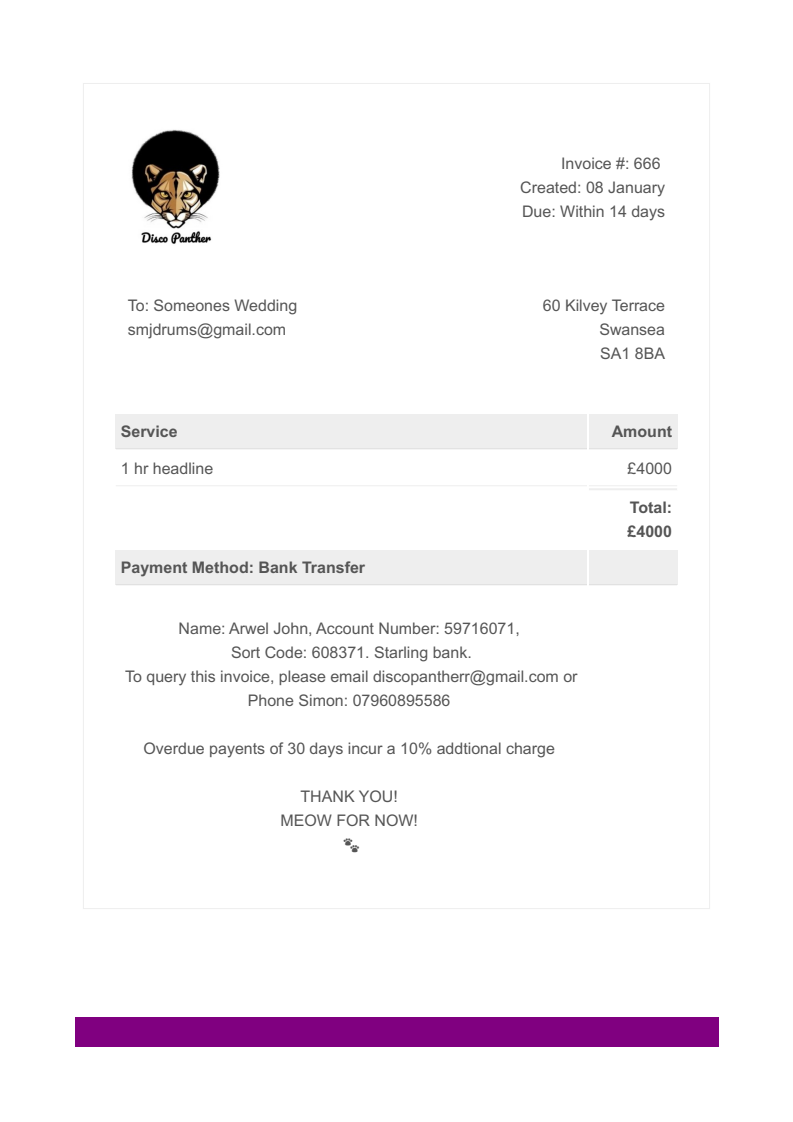 Disco Panther
Invoice #: 666
Created: 08 January
Due: Within 14 days
To: Someones Wedding
smjdrums@gmail.com
60 Kilvey Terrace
Swansea
SA1 8BA
Service Amount
1 hr headline £4000
Total:
£4000
Payment Method: Bank Transfer
Name: Arwel John, Account Number: 59716071,
Sort Code: 608371. Starling bank.
To query this invoice, please email discopantherr@gmail.com or
Phone Simon: 07960895586
Overdue payents of 30 days incur a 10% addtional charge
THANK YOU!
MEOW FOR NOW!
🐾